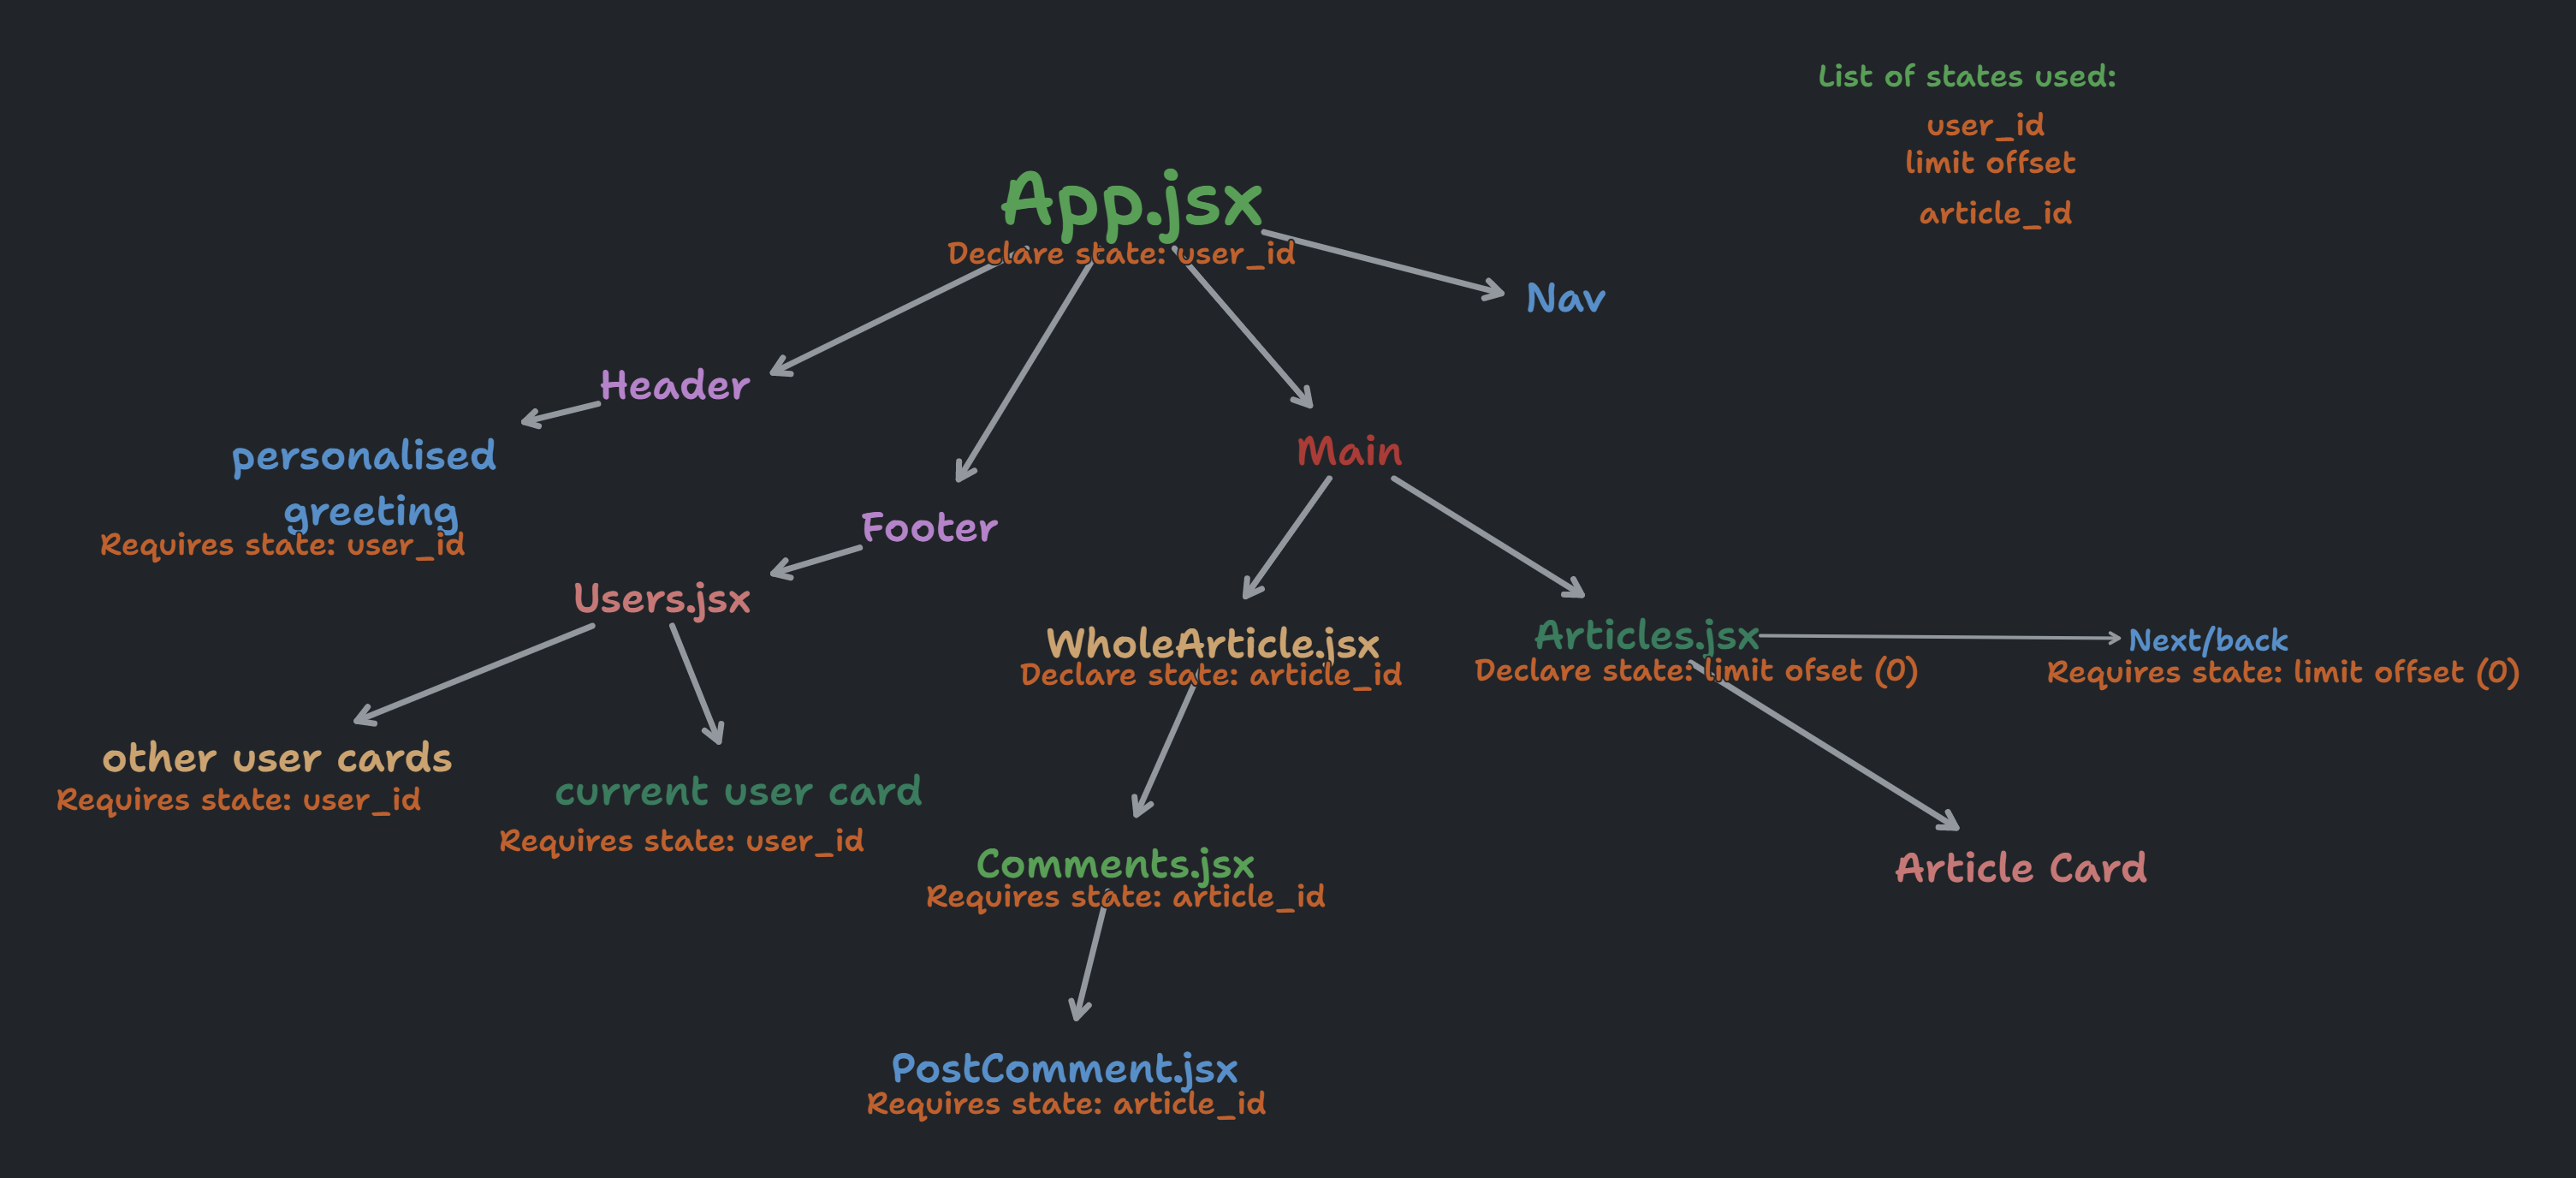 List of states used:
user_id
limit offset
article_id
App.jsx
Declare state: user_id
Nav
Header
personalised
greeting
Requires state: user_id
Main
Footer
Users.jsx
WholeArticle.jsx
Declare state: article_id
Articles.jsx
Declare state: limit ofset (0)
Next/back
Requires state: limit offset (0)
other user cards
Requires state: user_id
current user card
Requires state: user_id
Comments.jsx
Requires state: article_id
Article Card
PostComment.jsx
Requires state: article_id